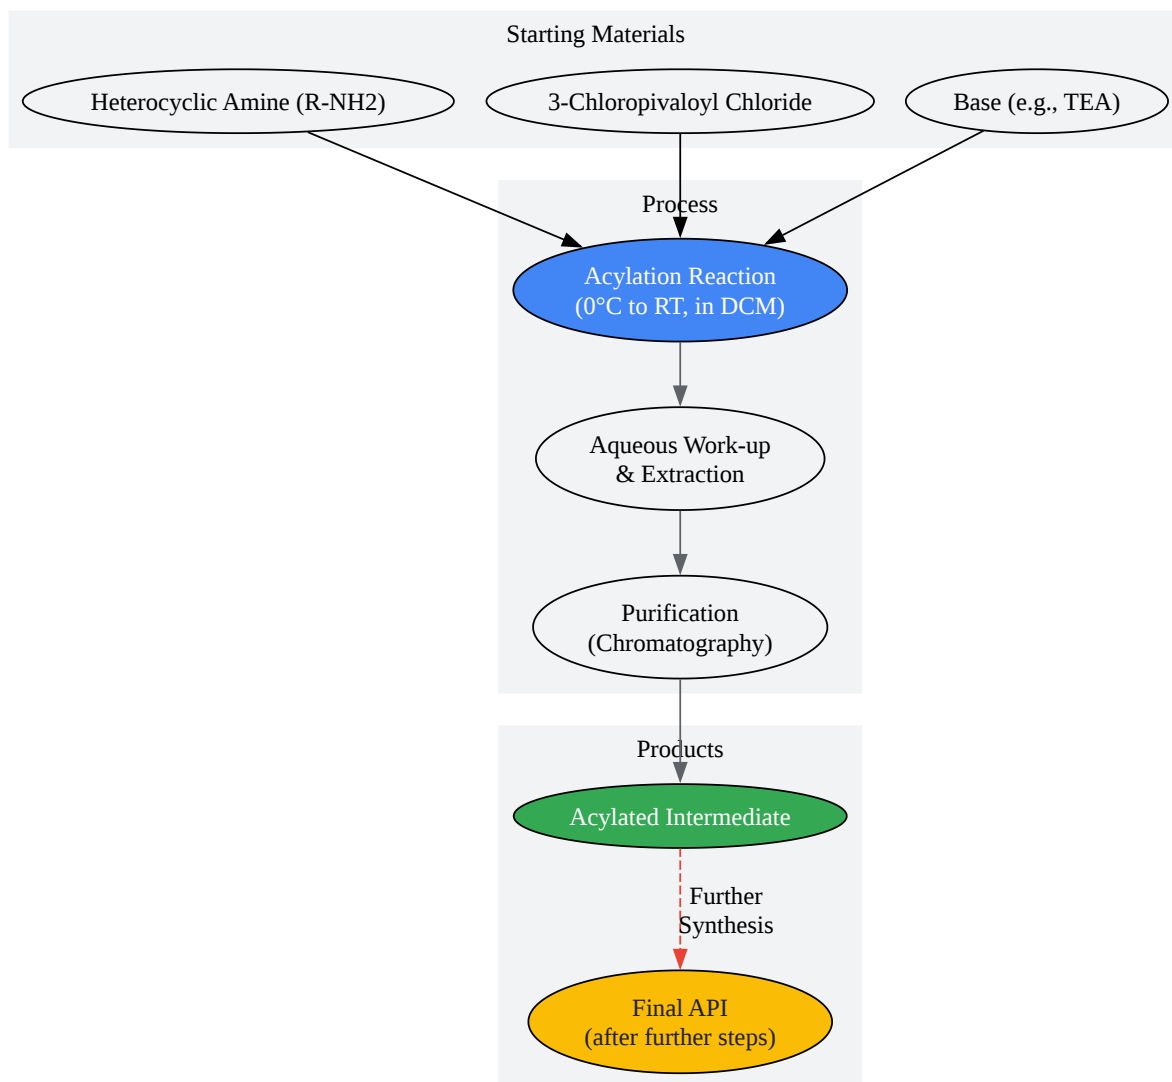 Starting Materials
Heterocyclic Amine (R-NH2)
3-Chloropivaloyl Chloride
Base (e.g., TEA)
Process
Acylation Reaction
(0°C to RT, in DCM)
Aqueous Work-up
& Extraction
Purification
(Chromatography)
Products
Acylated Intermediate
Further
Synthesis
Final API
(after further steps)